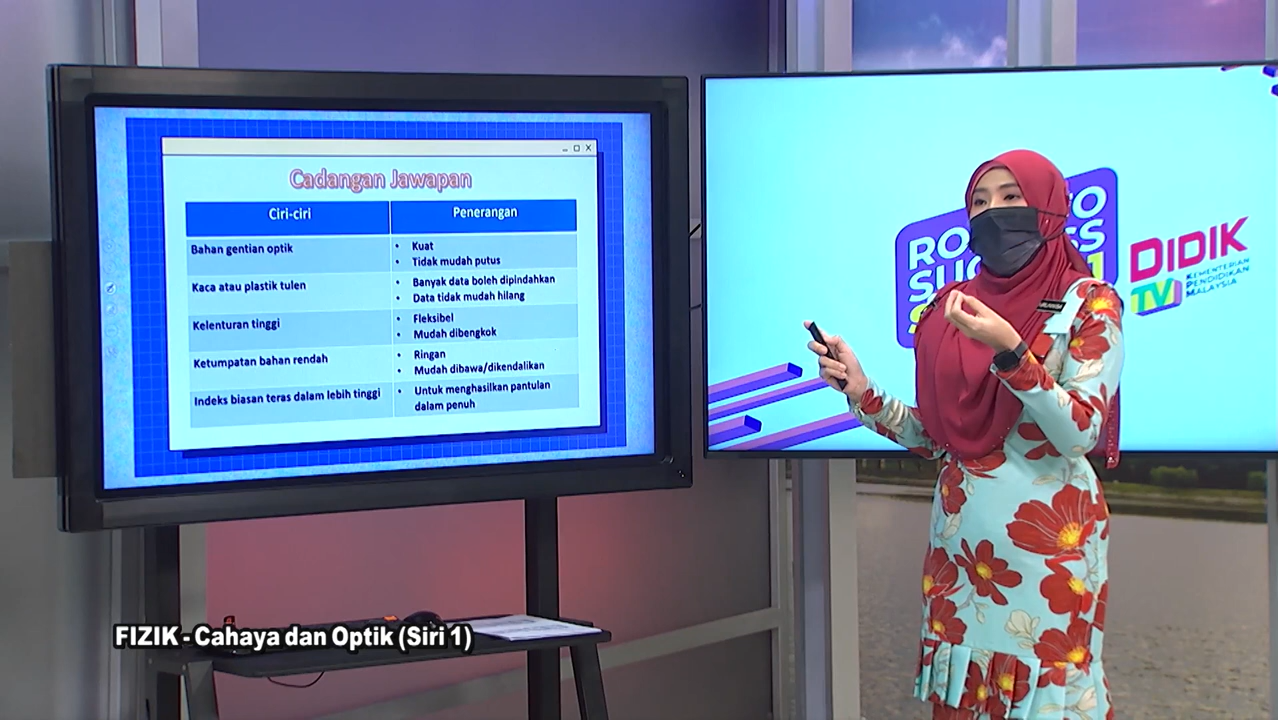 Cadangan Jawapan
Ciri-ciri
Penerangan
Bahan gentian optik
• Kuat
• Tidak mudah putus
Kaca atau plastik tulen
• Banyak data boleh dipindahkan
• Data tidak mudah hilang
Kelenturan tinggi
• Fleksibel
• Mudah dibengkok
Ketumpatan bahan rendah
• Ringan
• Mudah dibawa/dikendalikan
Indeks biasan teras dalam lebih tinggi
• Untuk menghasilkan pantulan
dalam penuh
DIDIK
TV
KEMENTERIAN
PENDIDIKAN
MALAYSIA
FIZIK - Cahaya dan Optik (Siri 1)